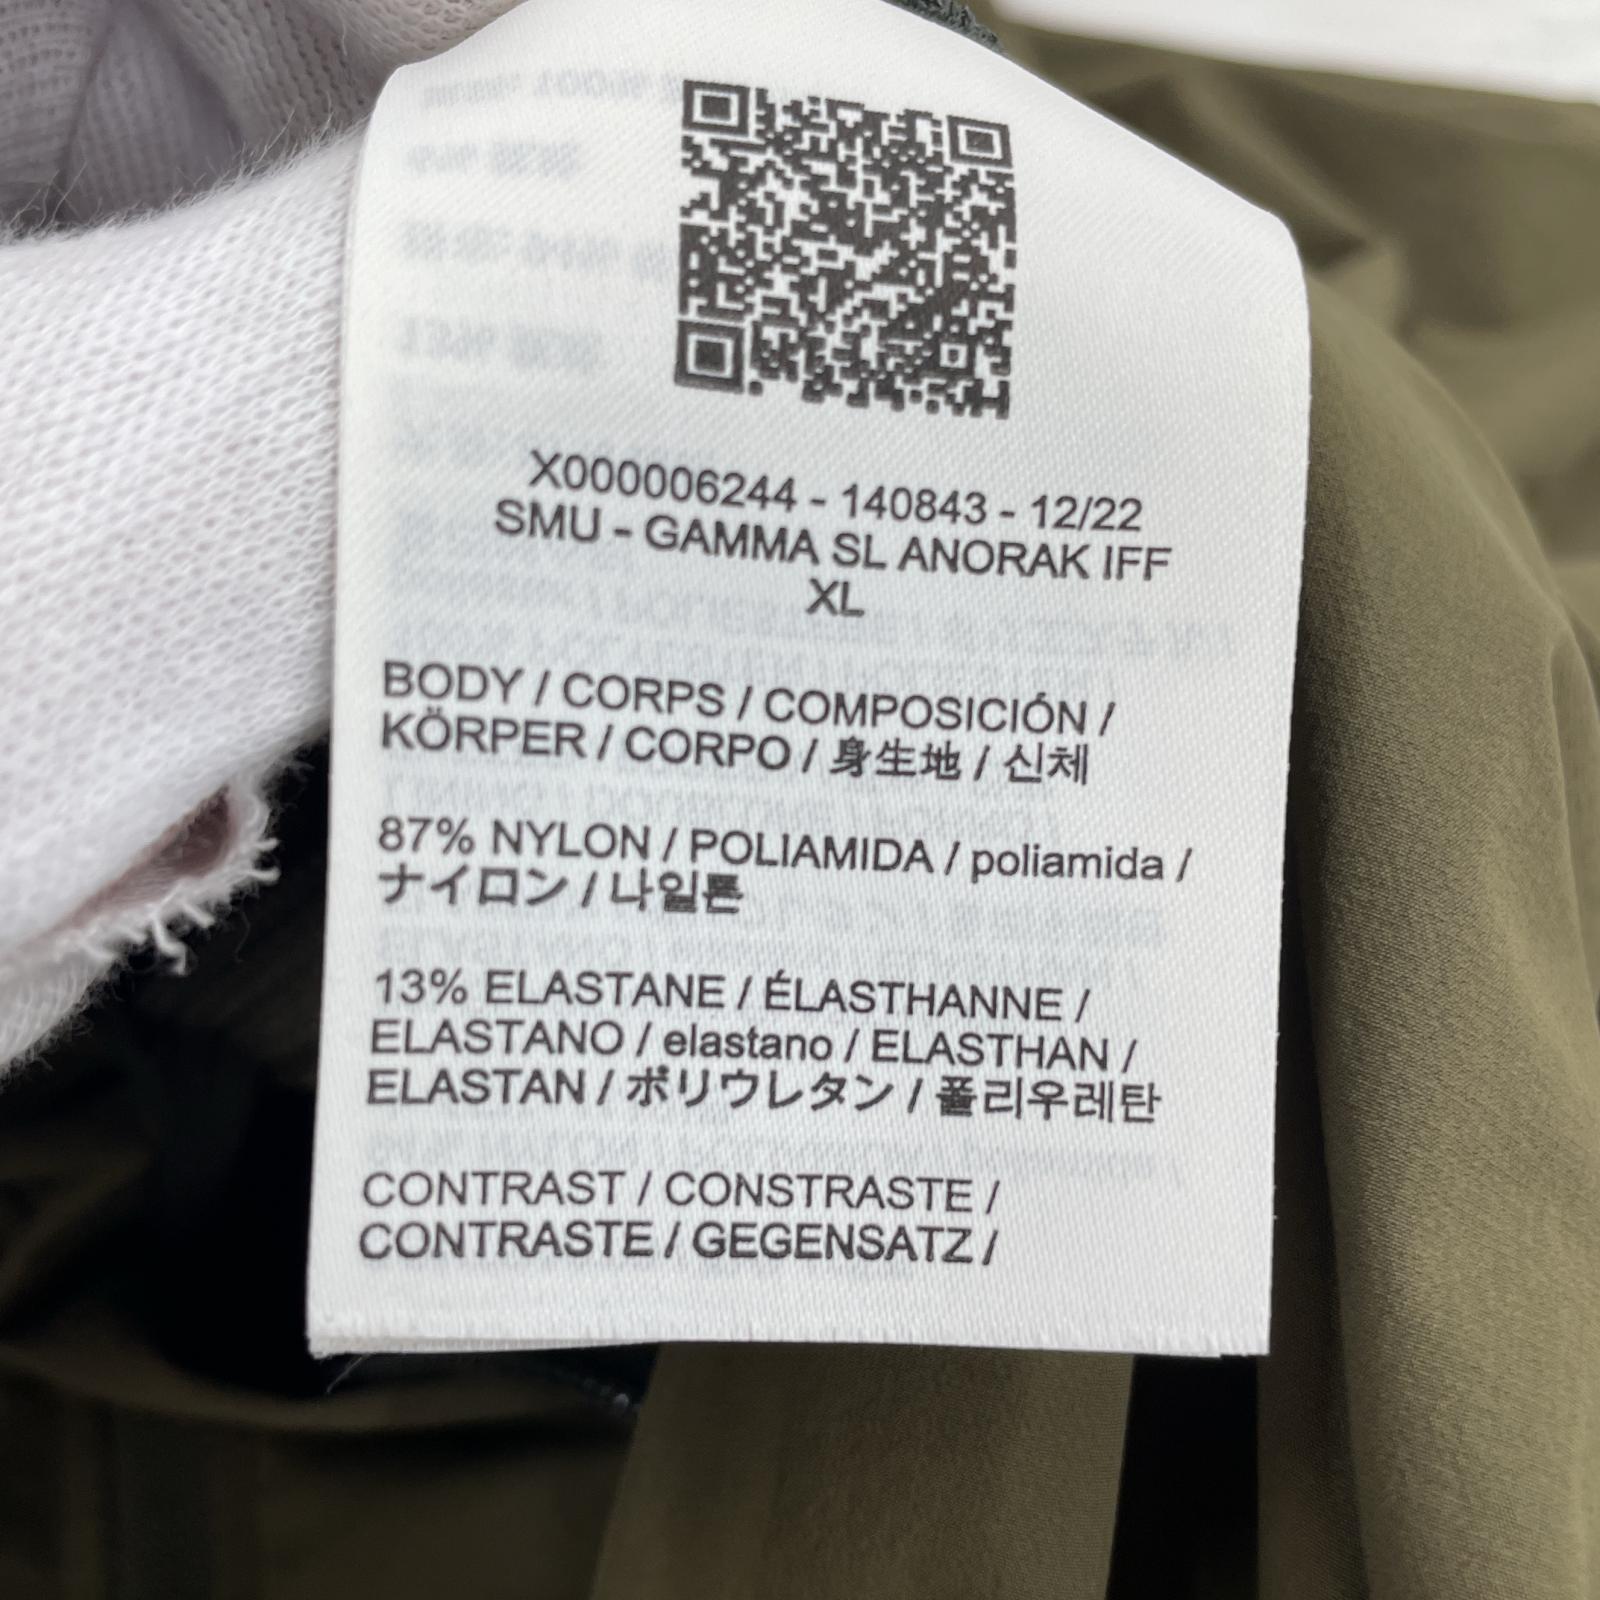 X000006244 - 140843 - 12/22
SMU - GAMMA SL ANORAK IFF
XL
BODY / CORPS / COMPOSICIÓN /
KÖRPER / CORPO / 身生地 / 신체
87% NYLON / POLIAMIDA / poliamida /
ナイロン / 나일론
13% ELASTANE / ÉLASTHANNE /
ELASTANO / elastano / ELASTHAN /
ELASTAN / ポリウレタン / 폴리우레탄
CONTRAST / CONSTRASTE /
CONTRASTE / GEGENSATZ /